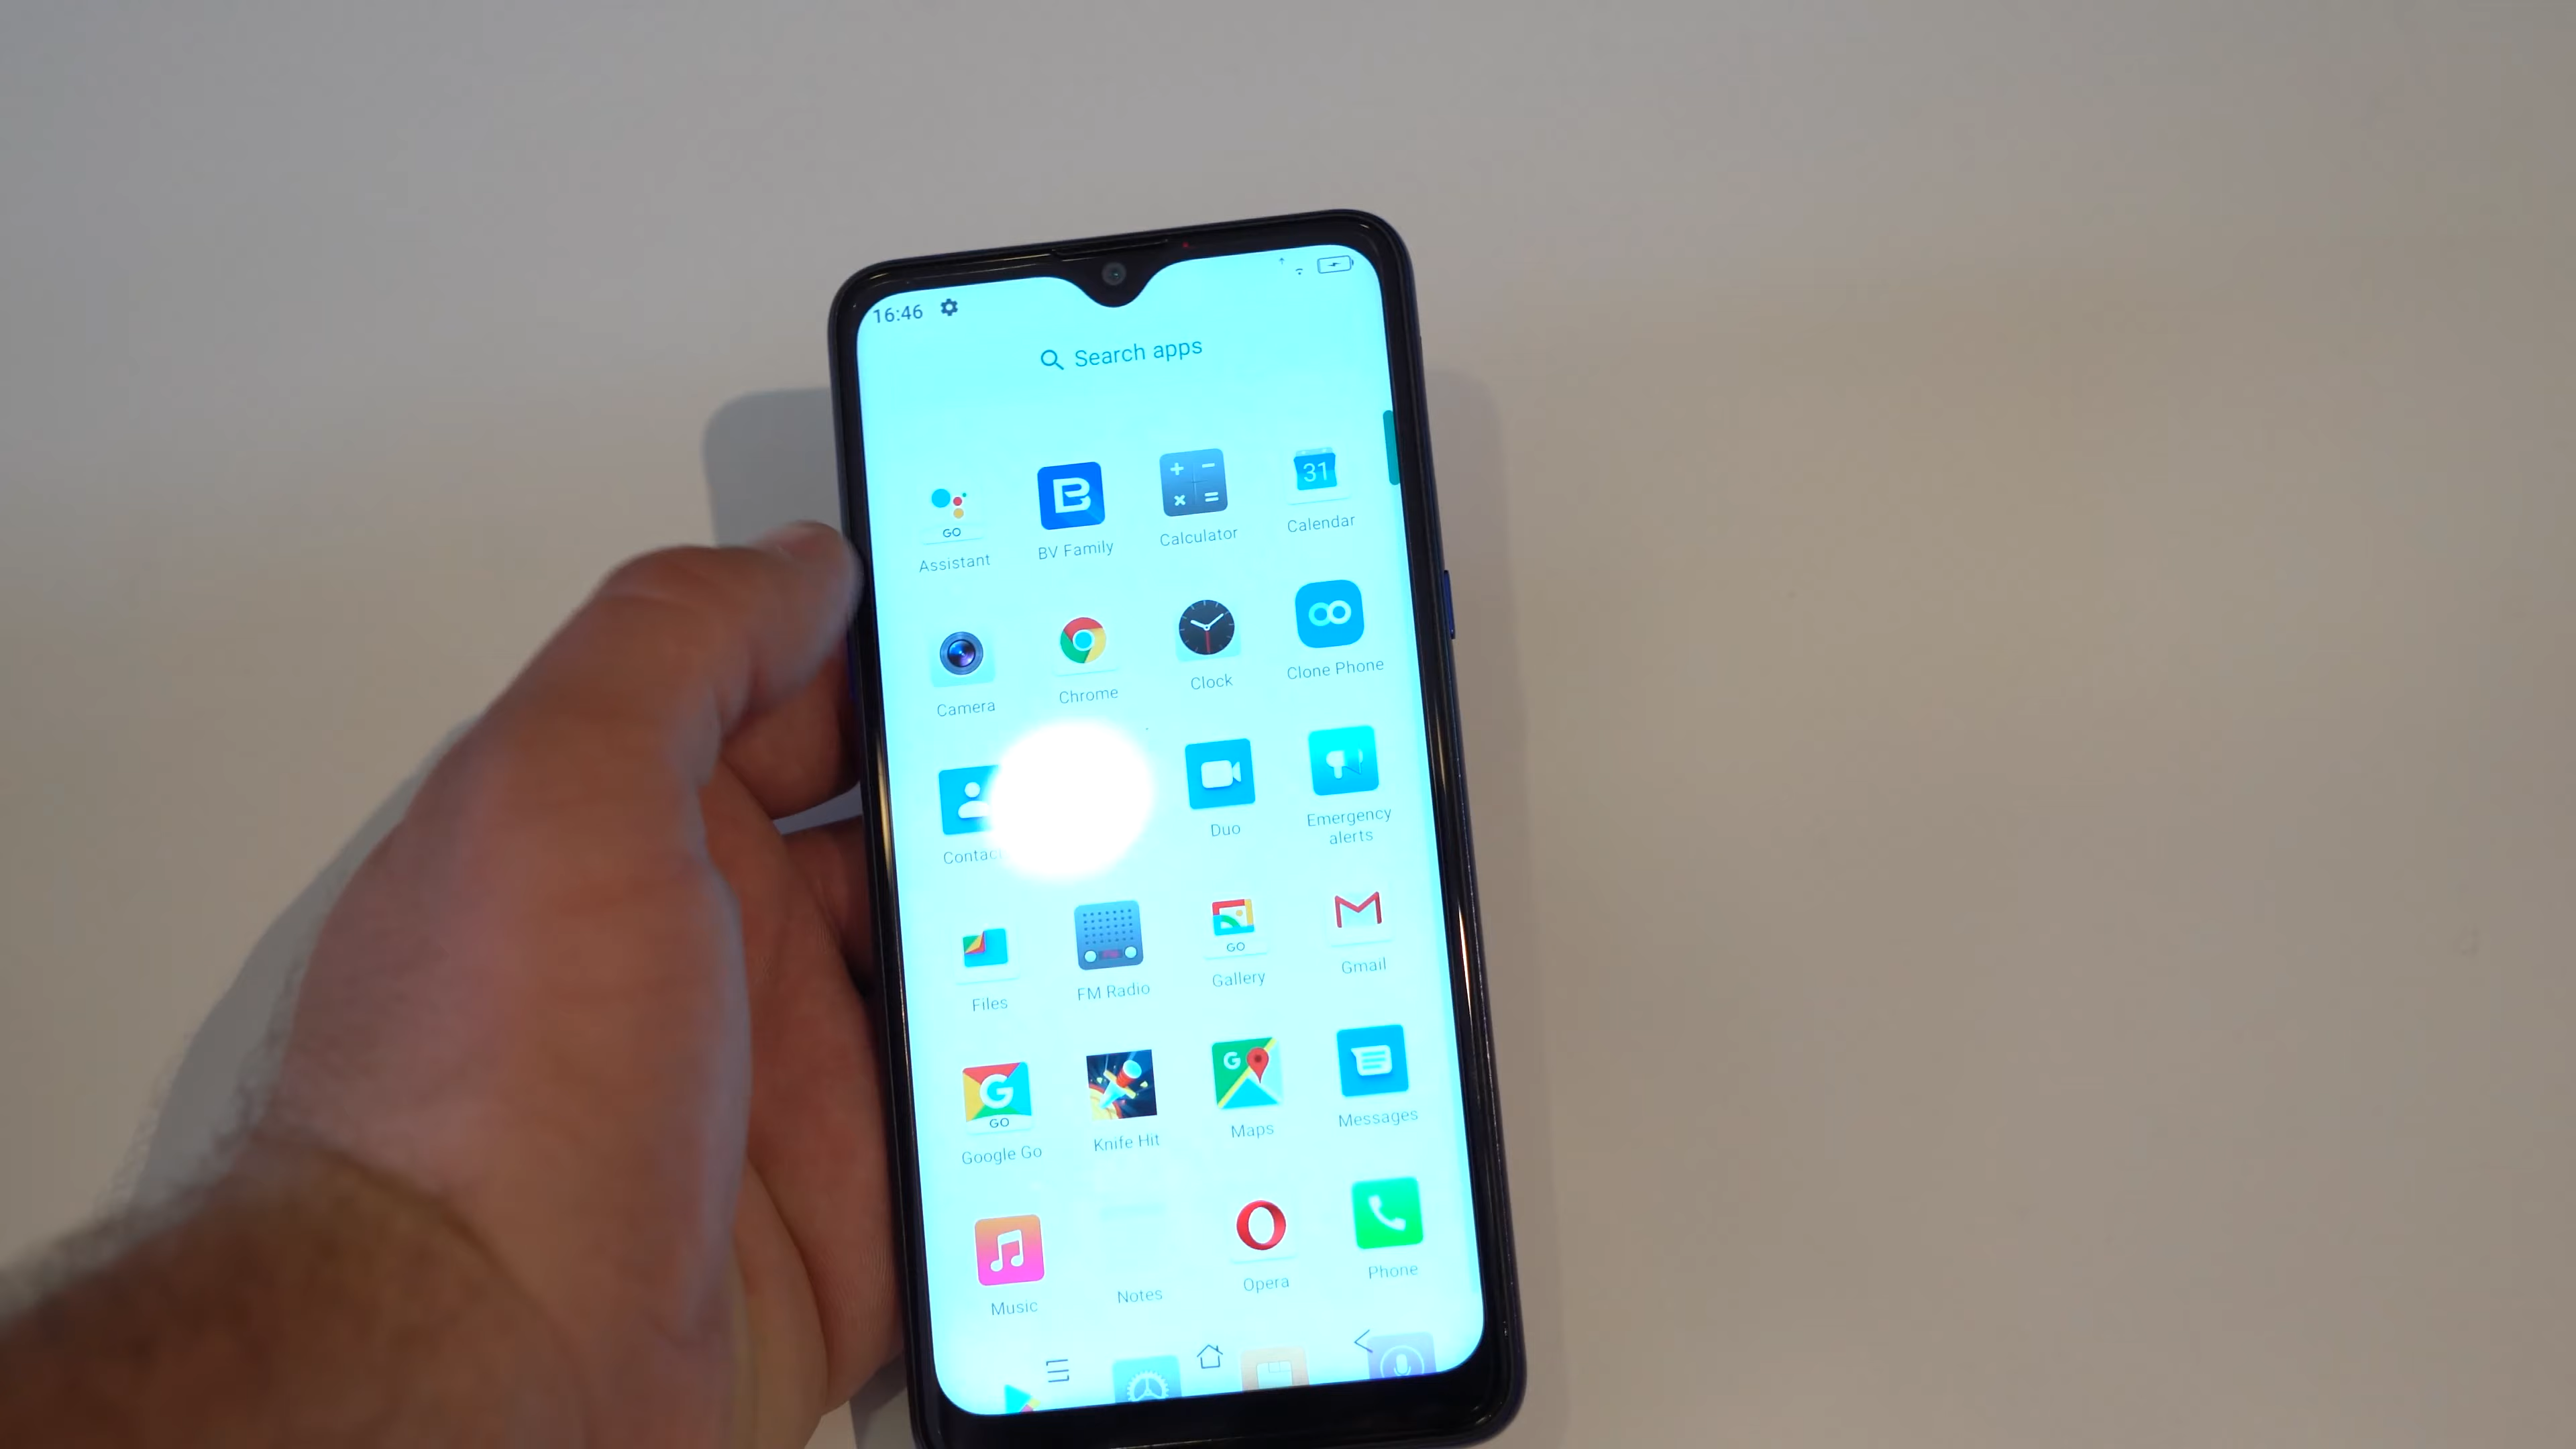 16:46
Search apps
31
GO
Assistant
BV Family
Calculator
Calendar
Camera
Chrome
Clock
Clone Phone
Duo
Emergency
alerts
GO
Files
FM Radio
Gallery
Gmail
G
GO
G
Google Go
Knife Hit
Maps
Messages
Music
Notes
Opera
Phone